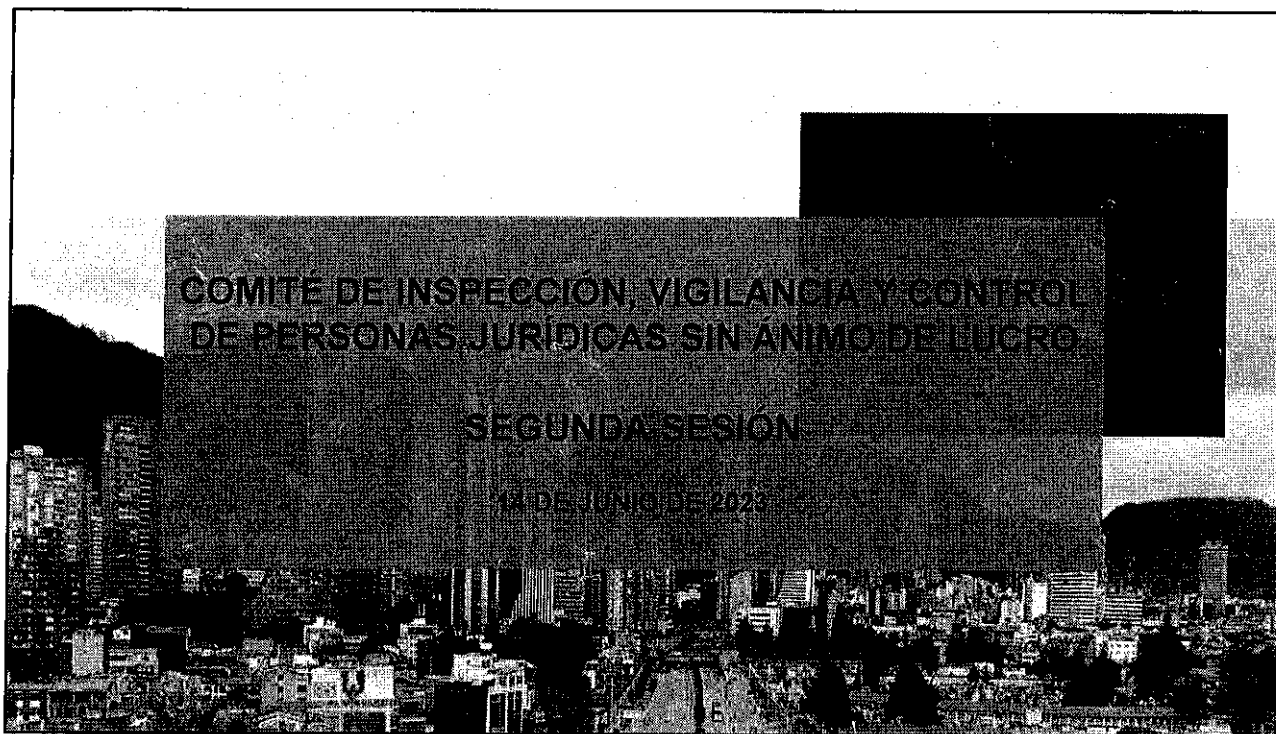 COMITÉ DE INSPECCIÓN, VIGILANCIA Y CONTROL
DE PERSONAS JURÍDICAS SIN ÁNIMO DE LUCRO
SEGUNDA SESIÓN
14 DE JUNIO DE 2023